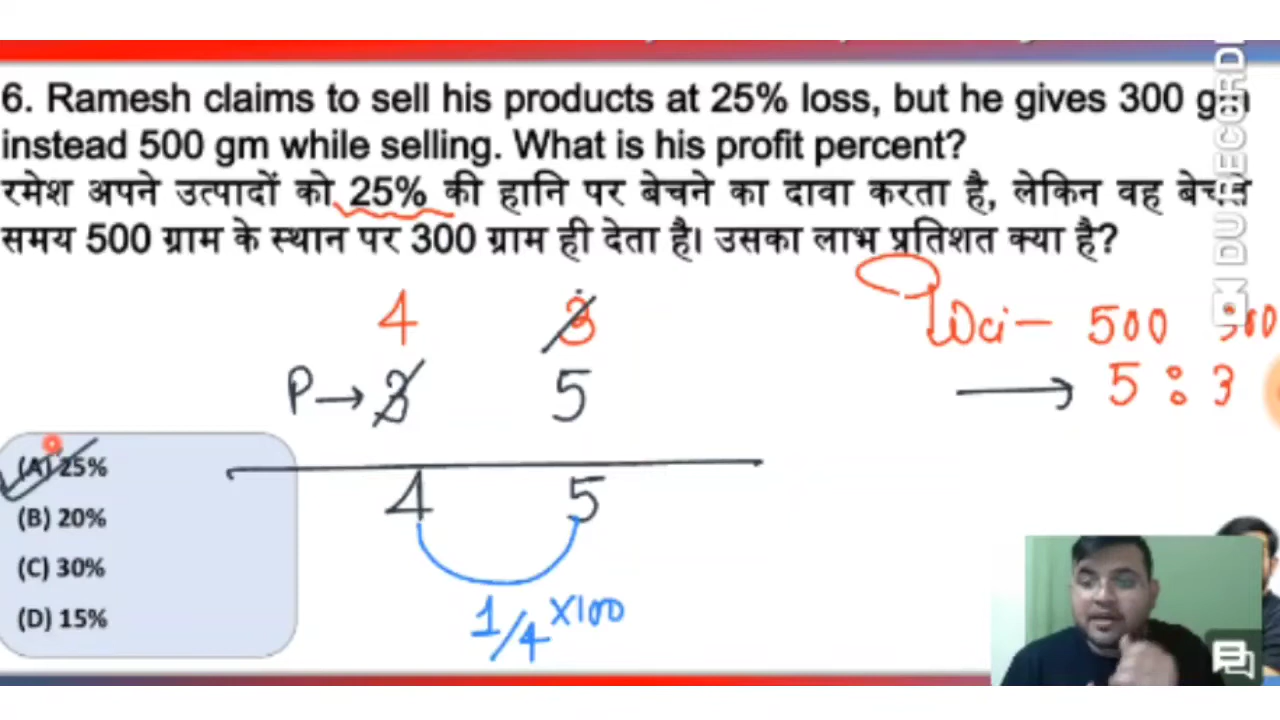 6. Ramesh claims to sell his products at 25% loss, but he gives 300 gm
instead 500 gm while selling. What is his profit percent?
रमेश अपने उत्पादों को 25% की हानि पर बेचने का दावा करता है, लेकिन वह बेचते
समय 500 ग्राम के स्थान पर 300 ग्राम ही देता है। उसका लाभ प्रतिशत क्या है?
4 3
P → 3 5
4 5
1/4 ×100
500 300
5 : 3
(A) 25%
(B) 20%
(C) 30%
(D) 15%
DU RECORD